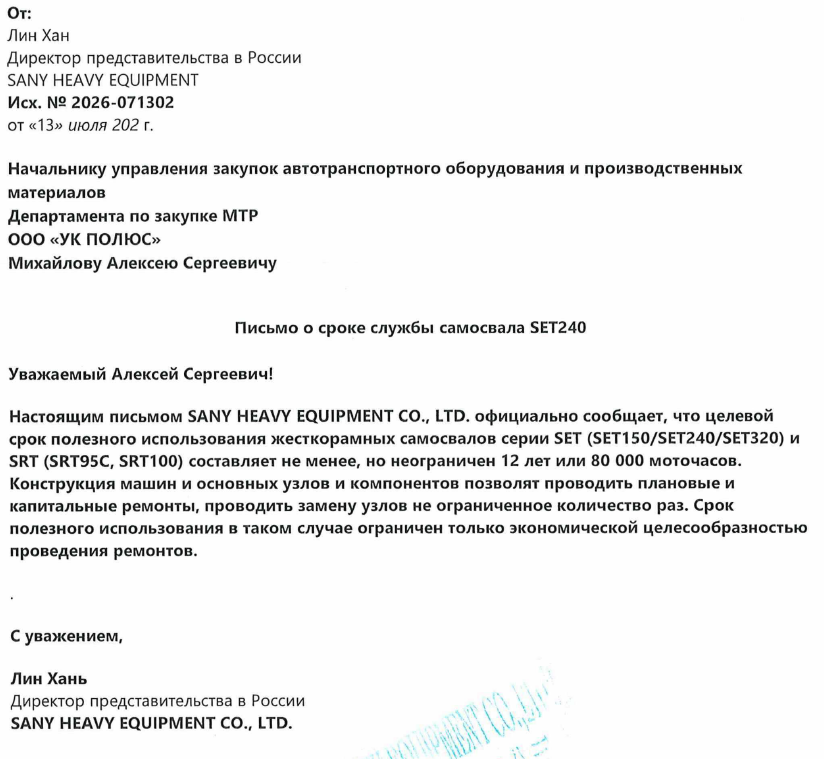 От:
Лин Хан
Директор представительства в России
SANY HEAVY EQUIPMENT
Исх. № 2026-071302
от «13» июля 202 г.
Начальнику управления закупок автотранспортного оборудования и производственных
материалов
Департамента по закупке МТР
ООО «УК ПОЛЮС»
Михайлову Алексею Сергеевичу
Письмо о сроке службы самосвала SET240
Уважаемый Алексей Сергеевич!
Настоящим письмом SANY HEAVY EQUIPMENT CO., LTD. официально сообщает, что целевой
срок полезного использования жесткорамных самосвалов серии SET (SET150/SET240/SET320) и
SRT (SRT95C, SRT100) составляет не менее, но неограничен 12 лет или 80 000 моточасов.
Конструкция машин и основных узлов и компонентов позволят проводить плановые и
капитальные ремонты, проводить замену узлов не ограниченное количество раз. Срок
полезного использования в таком случае ограничен только экономической целесообразностью
проведения ремонтов.
.
С уважением,
Лин Хань
Директор представительства в России
SANY HEAVY EQUIPMENT CO., LTD.
EQUIPMENT CO., LTD